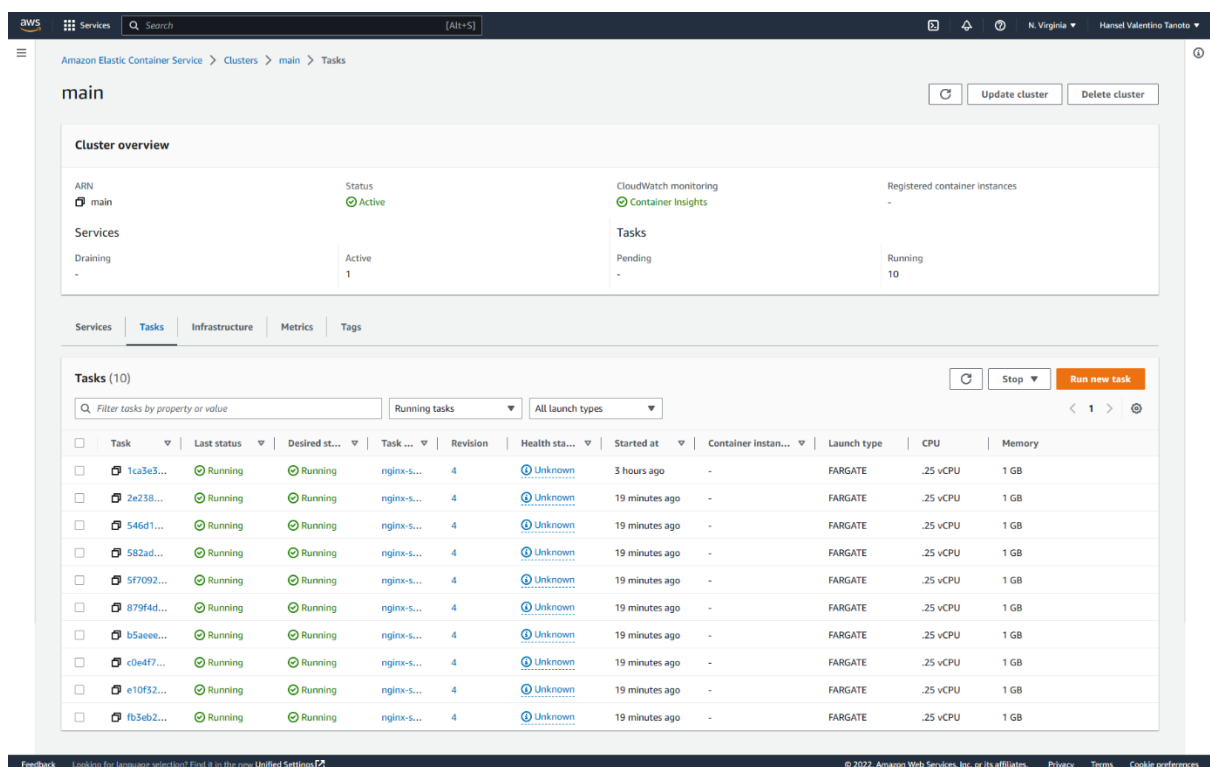 aws Services Search [Alt+S] N. Virginia ▼ Hansel Valentino Tanoto ▼
Amazon Elastic Container Service > Clusters > main > Tasks
main
Update cluster Delete cluster
Cluster overview
ARN Status CloudWatch monitoring Registered container instances
main Active Container Insights -
Services Tasks
Draining Active Pending Running
- 1 - 10
Services Tasks Infrastructure Metrics Tags
Tasks (10)
Stop ▼ Run new task
Filter tasks by property or value Running tasks ▼ All launch types ▼ < 1 >
Task Last status Desired st... Task ... Revision Health sta... Started at Container instan... Launch type CPU Memory
1ca3e3... Running Running nginx-s... 4 Unknown 3 hours ago - FARGATE .25 vCPU 1 GB
2e238... Running Running nginx-s... 4 Unknown 19 minutes ago - FARGATE .25 vCPU 1 GB
546d1... Running Running nginx-s... 4 Unknown 19 minutes ago - FARGATE .25 vCPU 1 GB
582ad... Running Running nginx-s... 4 Unknown 19 minutes ago - FARGATE .25 vCPU 1 GB
5f7092... Running Running nginx-s... 4 Unknown 19 minutes ago - FARGATE .25 vCPU 1 GB
879f4d... Running Running nginx-s... 4 Unknown 19 minutes ago - FARGATE .25 vCPU 1 GB
b5aeee... Running Running nginx-s... 4 Unknown 19 minutes ago - FARGATE .25 vCPU 1 GB
c0e4f7... Running Running nginx-s... 4 Unknown 19 minutes ago - FARGATE .25 vCPU 1 GB
e10f32... Running Running nginx-s... 4 Unknown 19 minutes ago - FARGATE .25 vCPU 1 GB
fb3eb2... Running Running nginx-s... 4 Unknown 19 minutes ago - FARGATE .25 vCPU 1 GB
Feedback Looking for language selection? Find it in the new Unified Settings © 2022, Amazon Web Services, Inc. or its affiliates. Privacy Terms Cookie preferences